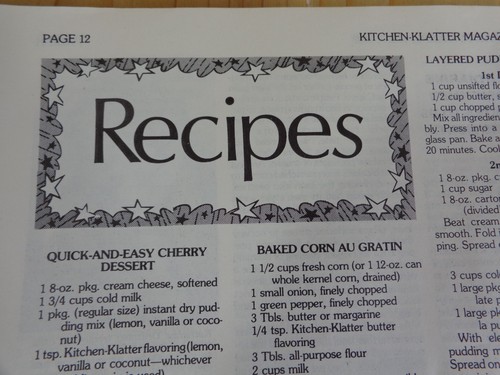 PAGE 12
KITCHEN-KLATTER
Recipes
QUICK-AND-EASY CHERRY
DESSERT
1 8-oz. pkg. cream cheese, softened
1 3/4 cups cold milk
1 pkg. (regular size) instant dry pud-
ding mix (lemon, vanilla or coco-
nut)
1 tsp. Kitchen-Klatter flavoring (lemon,
vanilla or coconut—whichever
BAKED CORN AU GRATIN
1 1/2 cups fresh corn (or 1 12-oz. can
whole kernel corn, drained)
1 small onion, finely chopped
1 green pepper, finely chopped
3 Tbls. butter or margarine
1/4 tsp. Kitchen-Klatter butter
flavoring
3 Tbls. all-purpose flour
2 cups milk
LAYERED PUD
1st
1 cup unsifted
1/2 cup butter,
1 cup chopped
Mix all ingredien
bly. Press into a
glass pan. Bake a
20 minutes. Cool
2n
1 8-oz. pkg. c
1 cup sugar
1 8-oz. carto
(divided
Beat cream
smooth. Fold
ping. Spread
3 cups col
1 large pkg
late p
1 large pkg
la p
With ele
pudding m
Spread on